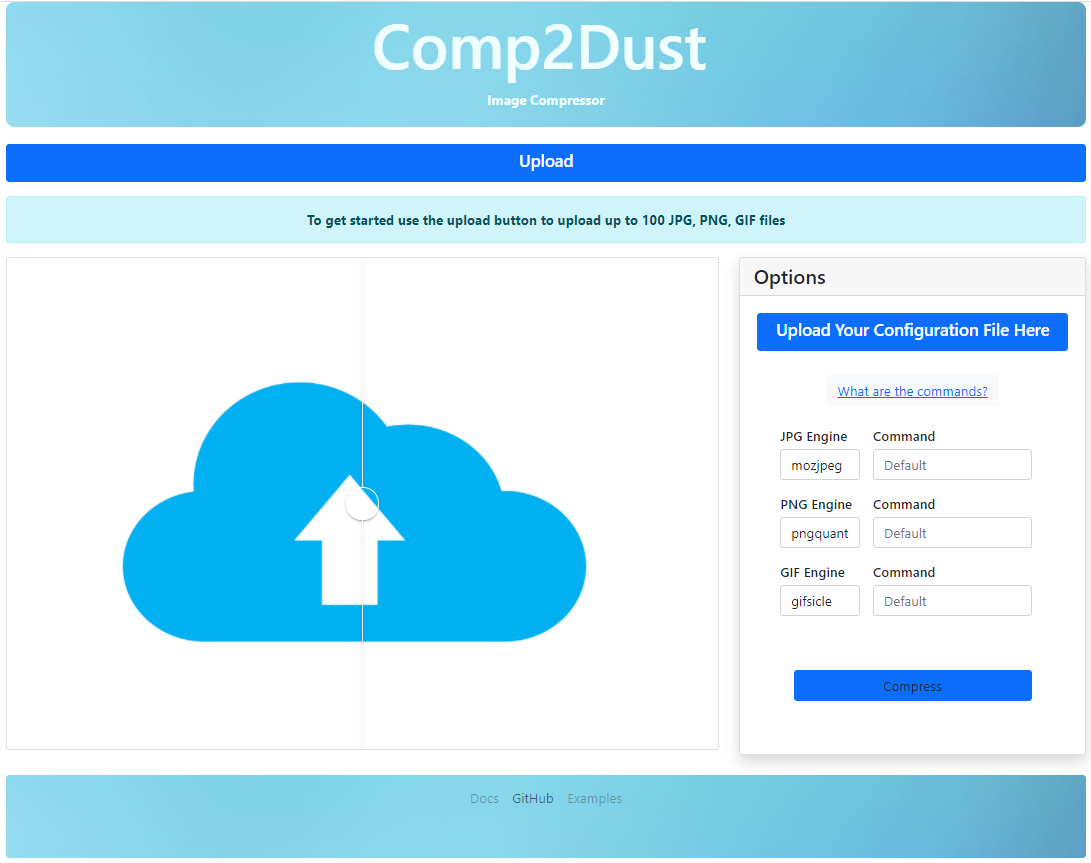 Comp2Dust
Image Compressor
Upload
To get started use the upload button to upload up to 100 JPG, PNG, GIF files
Options
Upload Your Configuration File Here
What are the commands?
JPG Engine Command
mozjpeg Default
PNG Engine Command
pngquant Default
GIF Engine Command
gifsicle Default
Compress
Docs GitHub Examples